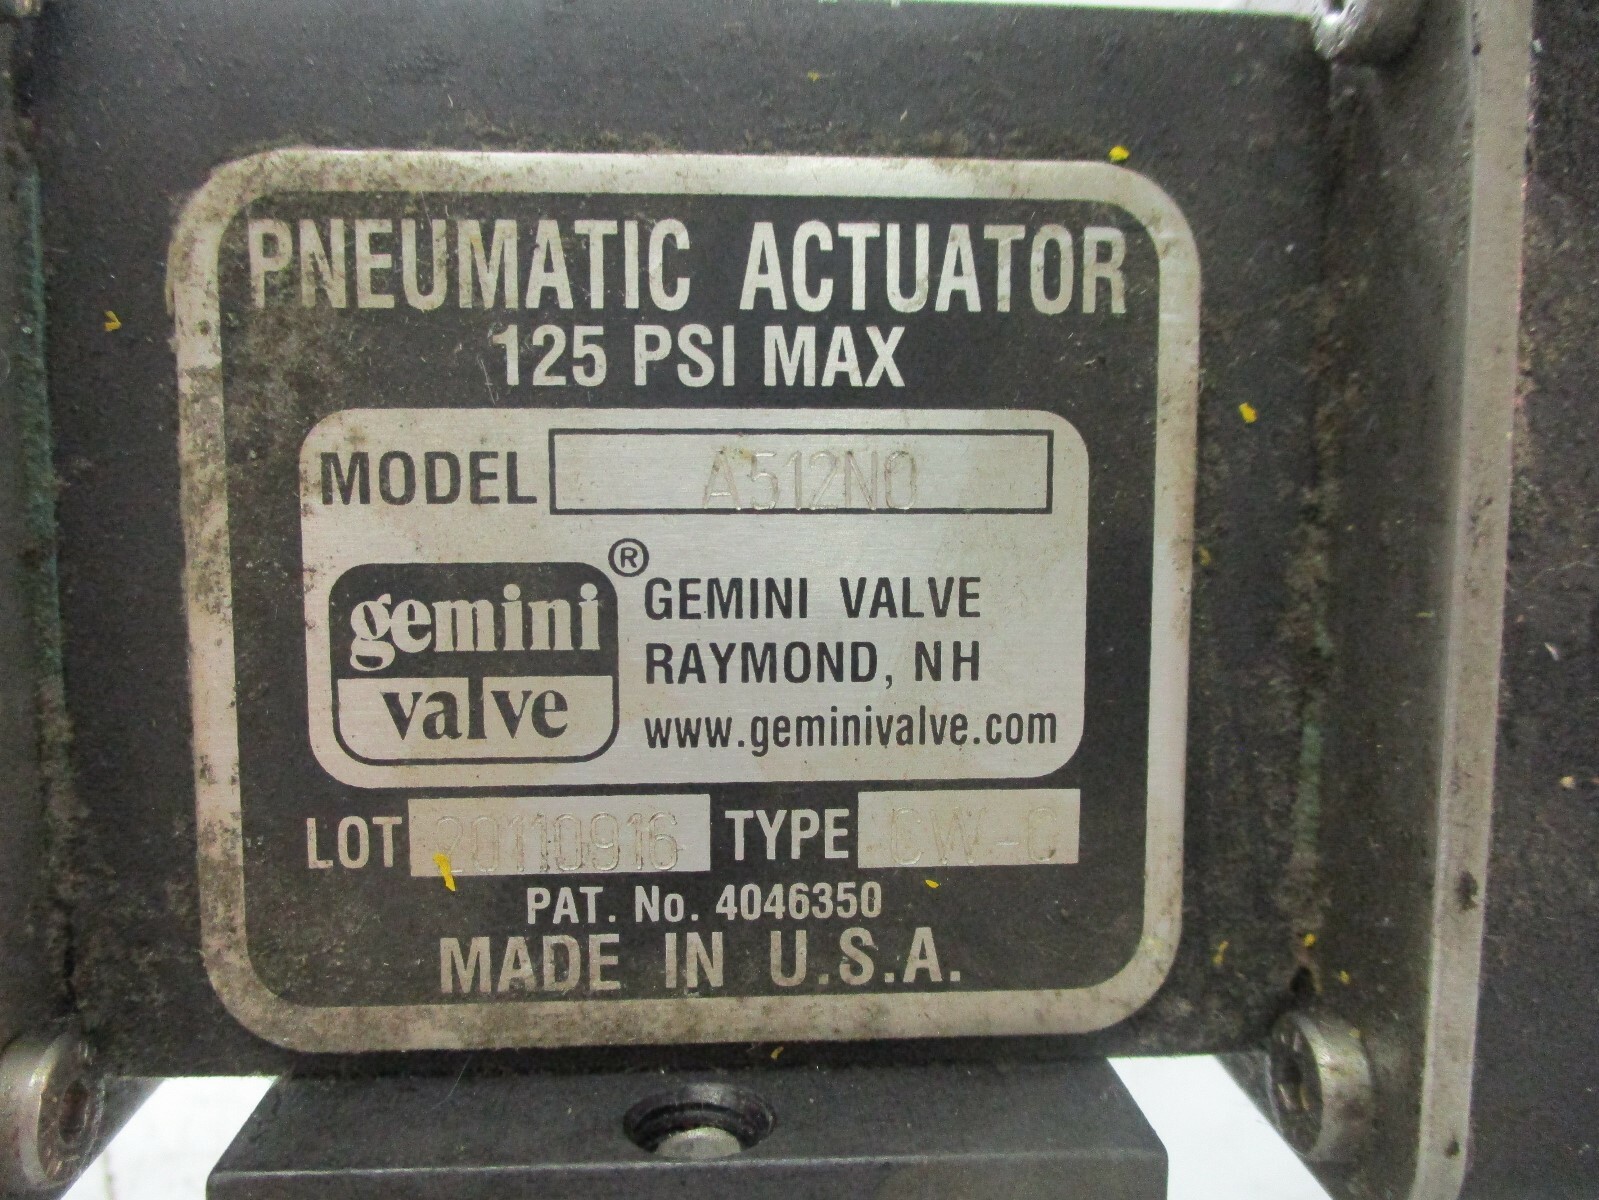 PNEUMATIC ACTUATOR
125 PSI MAX
MODEL A512NO
gemini valve ®
GEMINI VALVE
RAYMOND, NH
www.geminivalve.com
LOT 20110916 TYPE CW-C
PAT. No. 4046350
MADE IN U.S.A.